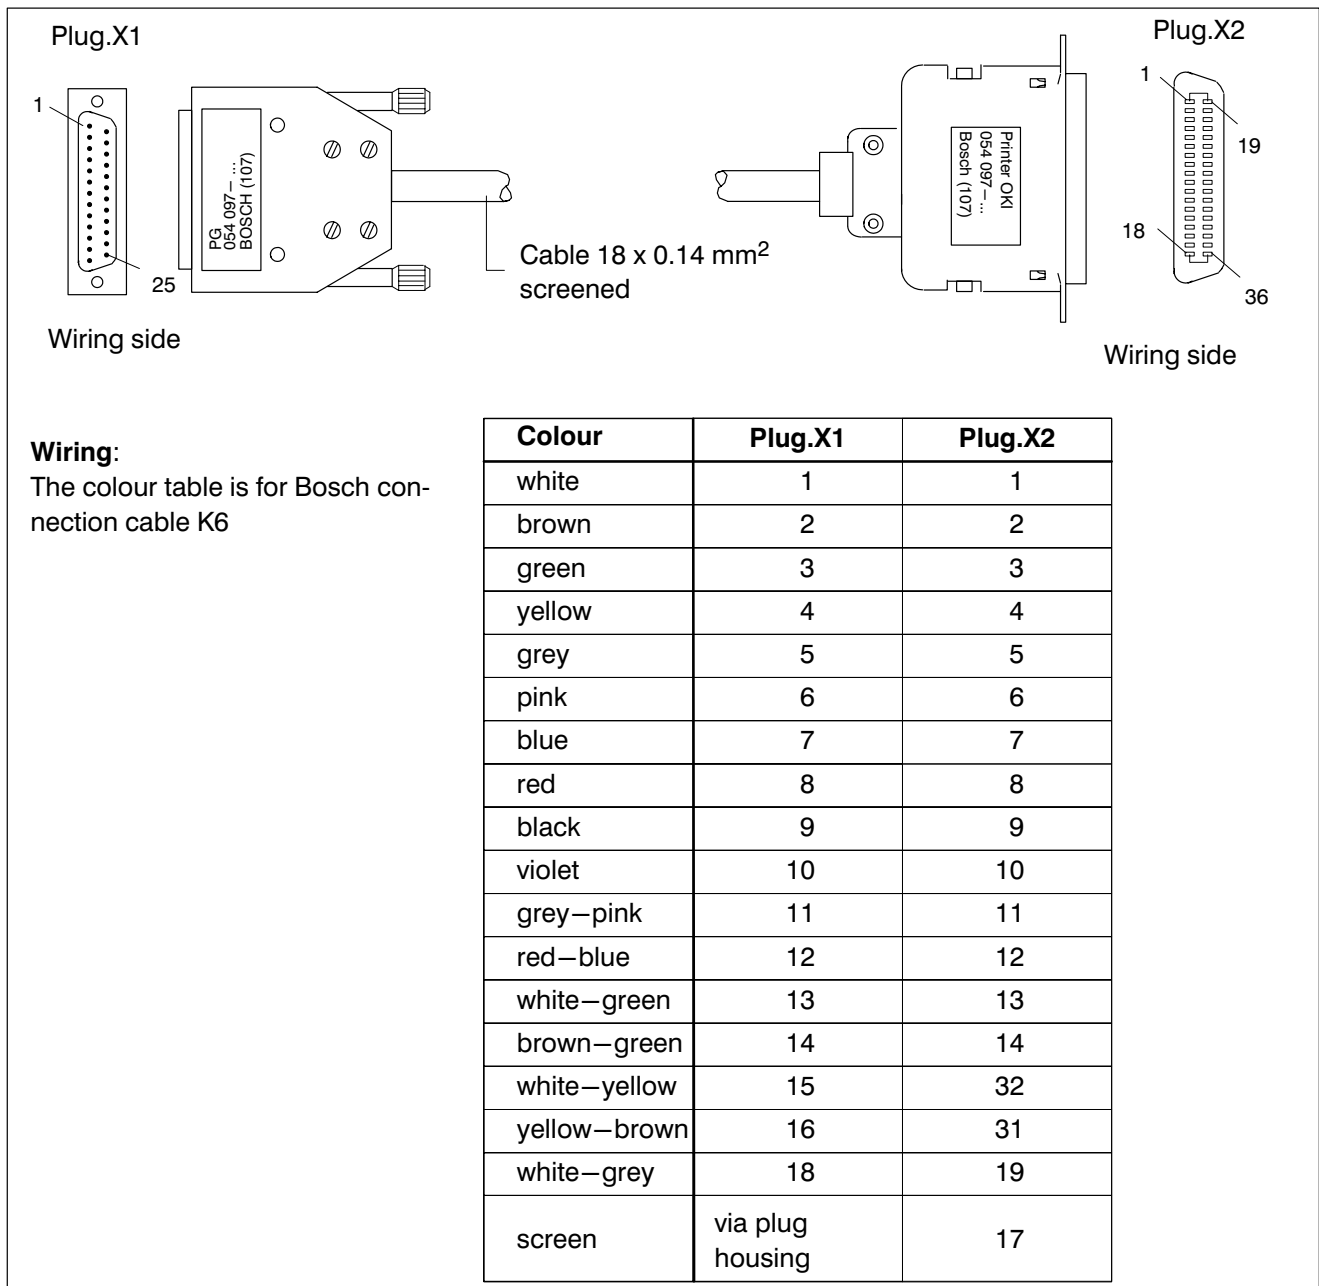 Plug.X1
Plug.X2
1
25
PG
054 097– ...
BOSCH (107)
Cable 18 x 0.14 mm2
screened
Printer OKI
054 097– ...
Bosch (107)
1
19
18
36
Wiring side
Wiring side
Wiring:
The colour table is for Bosch con-
nection cable K6
Colour Plug.X1 Plug.X2
white 1 1
brown 2 2
green 3 3
yellow 4 4
grey 5 5
pink 6 6
blue 7 7
red 8 8
black 9 9
violet 10 10
grey–pink 11 11
red–blue 12 12
white–green 13 13
brown–green 14 14
white–yellow 15 32
yellow–brown 16 31
white–grey 18 19
screen via plug housing 17